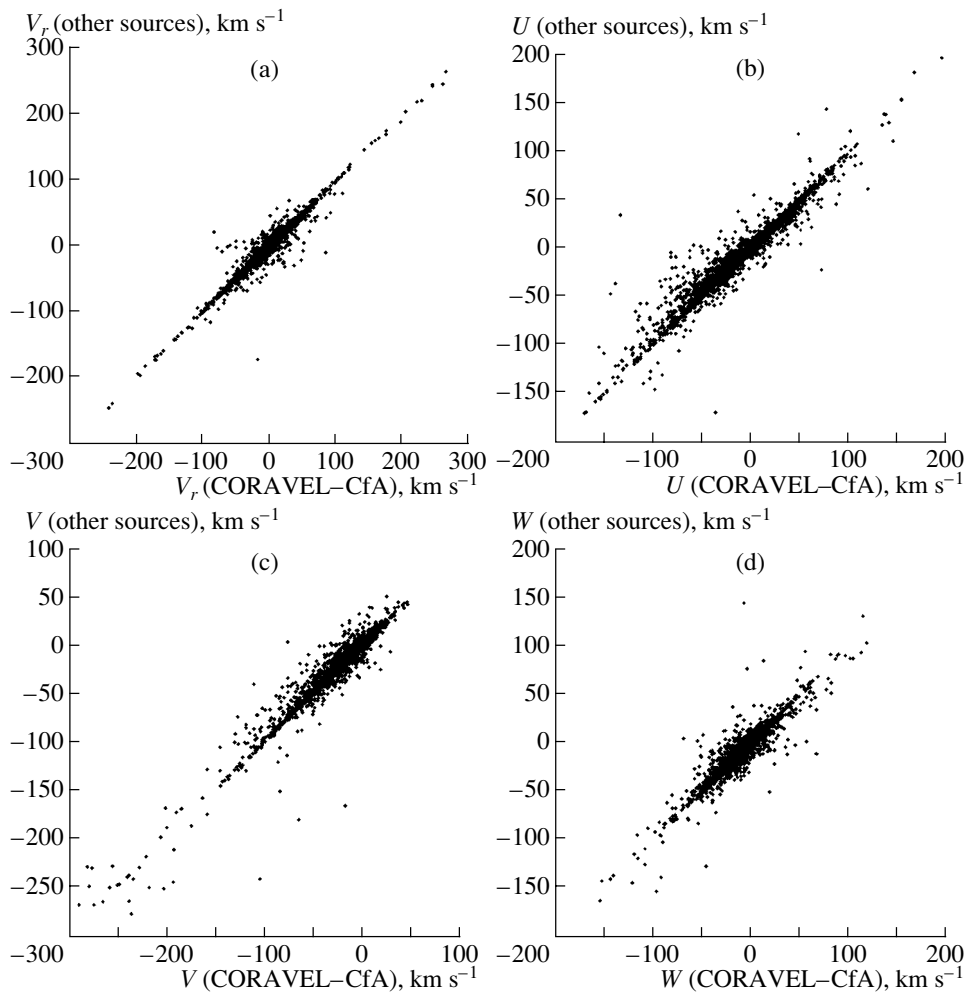 V_r (other sources), km s⁻¹
300
200
100
0
−100
−200
−300
(a)
−200 −100 0 100 200 300
V_r (CORAVEL–CfA), km s⁻¹
U (other sources), km s⁻¹
200
150
100
50
0
−50
−100
−150
−200
(b)
−100 0 100 200
U (CORAVEL–CfA), km s⁻¹
V (other sources), km s⁻¹
100
50
0
−50
−100
−150
−200
−250
−300
(c)
−200 −100 0 100
V (CORAVEL–CfA), km s⁻¹
W (other sources), km s⁻¹
200
150
100
50
0
−50
−100
−150
−200
(d)
−100 0 100 200
W (CORAVEL–CfA), km s⁻¹